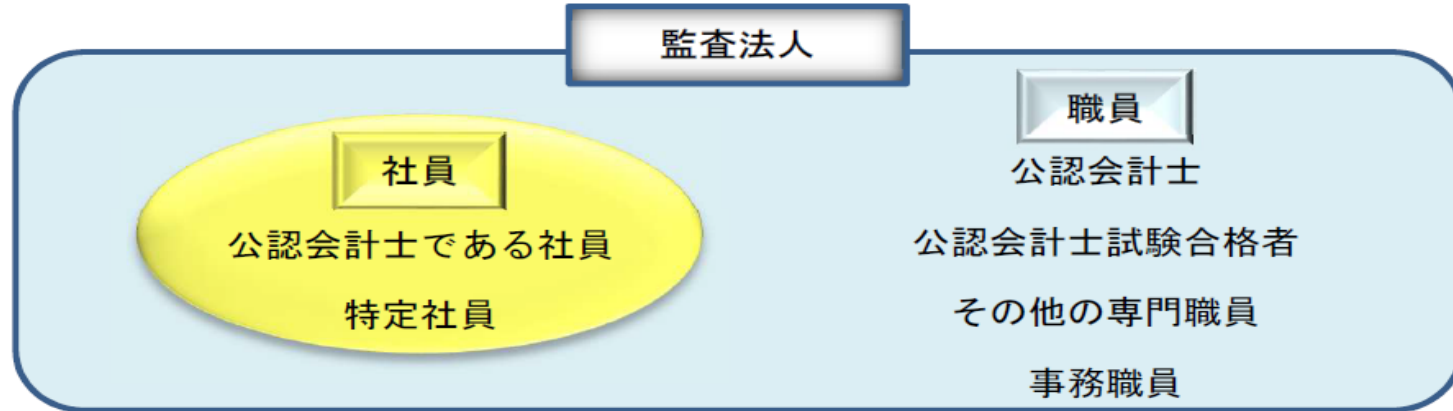 監査法人
社員
公認会計士である社員
特定社員
職員
公認会計士
公認会計士試験合格者
その他の専門職員
事務職員